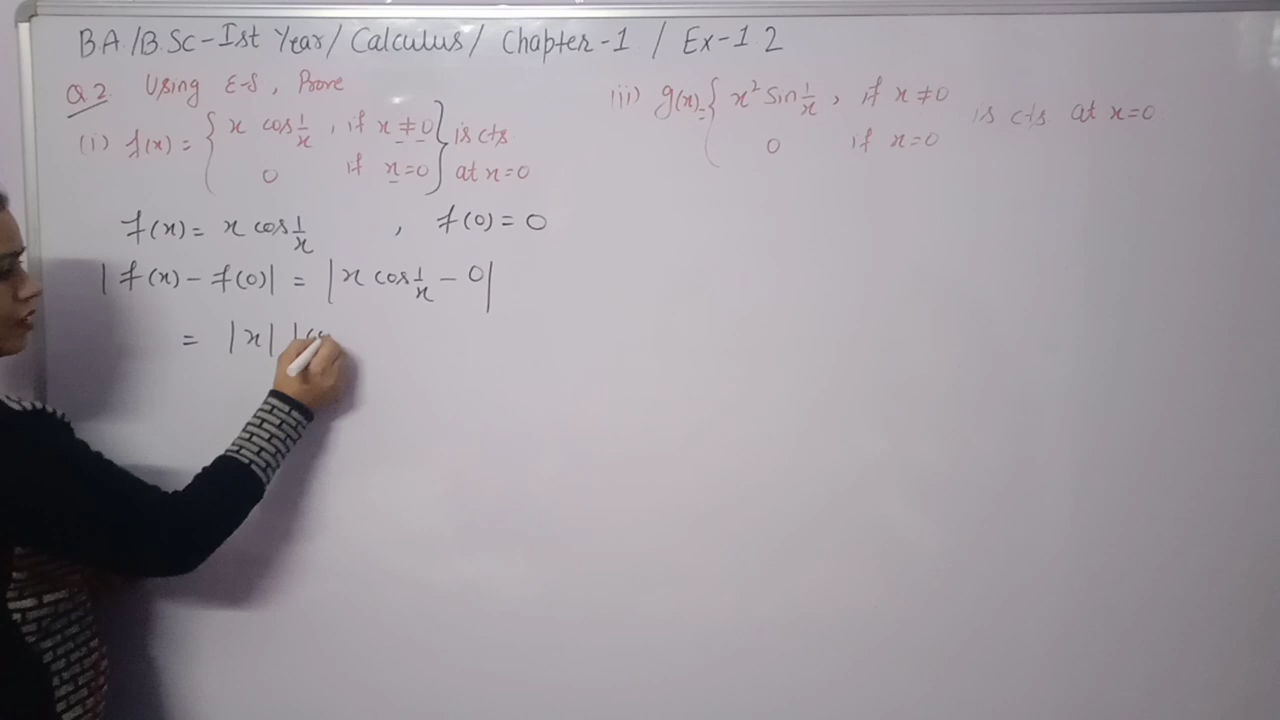 B.A./B.Sc-Ist Year/ Calculus/ Chapter-1 / Ex-1.2
Q.2. Using ε-δ, Prove
(i) f(x) = { x cos 1/x , if x ≠ 0
0 if x=0 } is cts at x=0
f(x) = x cos 1/x , f(0) = 0
|f(x) - f(0)| = |x cos 1/x - 0|
= |x| |cos
(ii) g(x) = { x² Sin 1/x , if x ≠ 0
0 if x=0 is cts at x=0